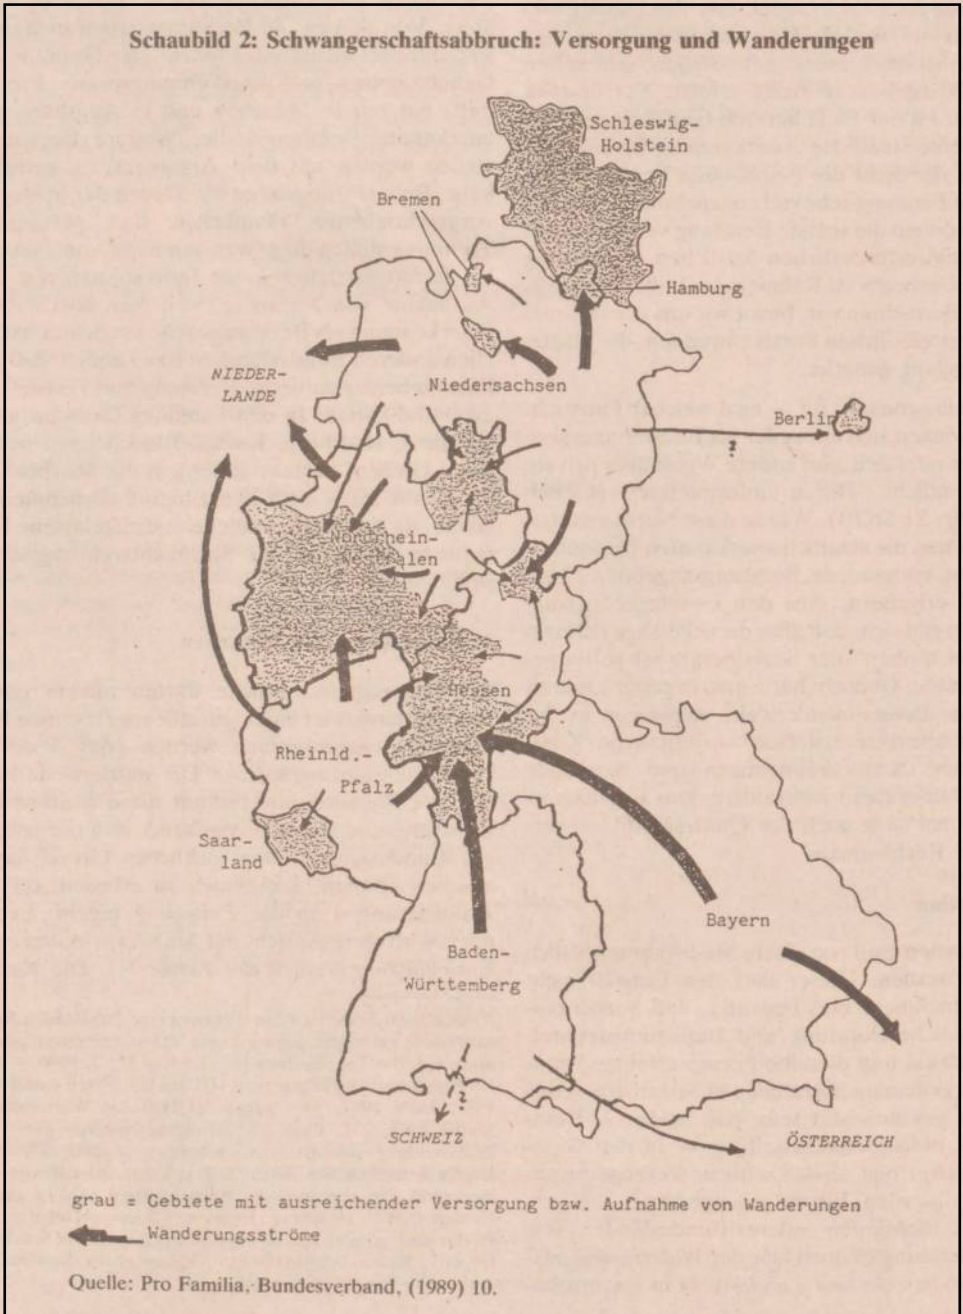 Schaubild 2: Schwangerschaftsabbruch: Versorgung und Wanderungen
Schleswig-
Holstein
Bremen
Hamburg
NIEDER-
LANDE
Niedersachsen
Berlin
?
Nordrhein-
Westfalen
Hessen
Rheinld.-
Pfalz
Saar-
land
Bayern
Baden-
Württemberg
?
SCHWEIZ
ÖSTERREICH
grau = Gebiete mit ausreichender Versorgung bzw. Aufnahme von Wanderungen
Wanderungsströme
Quelle: Pro Familia, Bundesverband, (1989) 10.